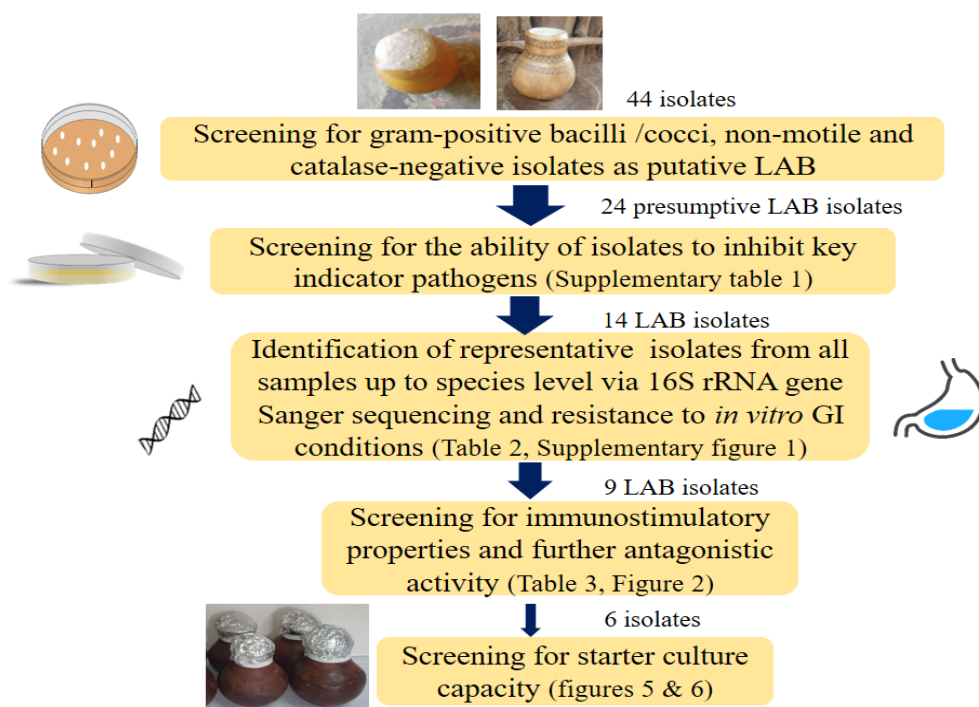 44 isolates
Screening for gram-positive bacilli /cocci, non-motile and
catalase-negative isolates as putative LAB
24 presumptive LAB isolates
Screening for the ability of isolates to inhibit key
indicator pathogens (Supplementary table 1)
14 LAB isolates
Identification of representative isolates from all
samples up to species level via 16S rRNA gene
Sanger sequencing and resistance to in vitro GI
conditions (Table 2, Supplementary figure 1)
9 LAB isolates
Screening for immunostimulatory
properties and further antagonistic
activity (Table 3, Figure 2)
6 isolates
Screening for starter culture
capacity (figures 5 & 6)